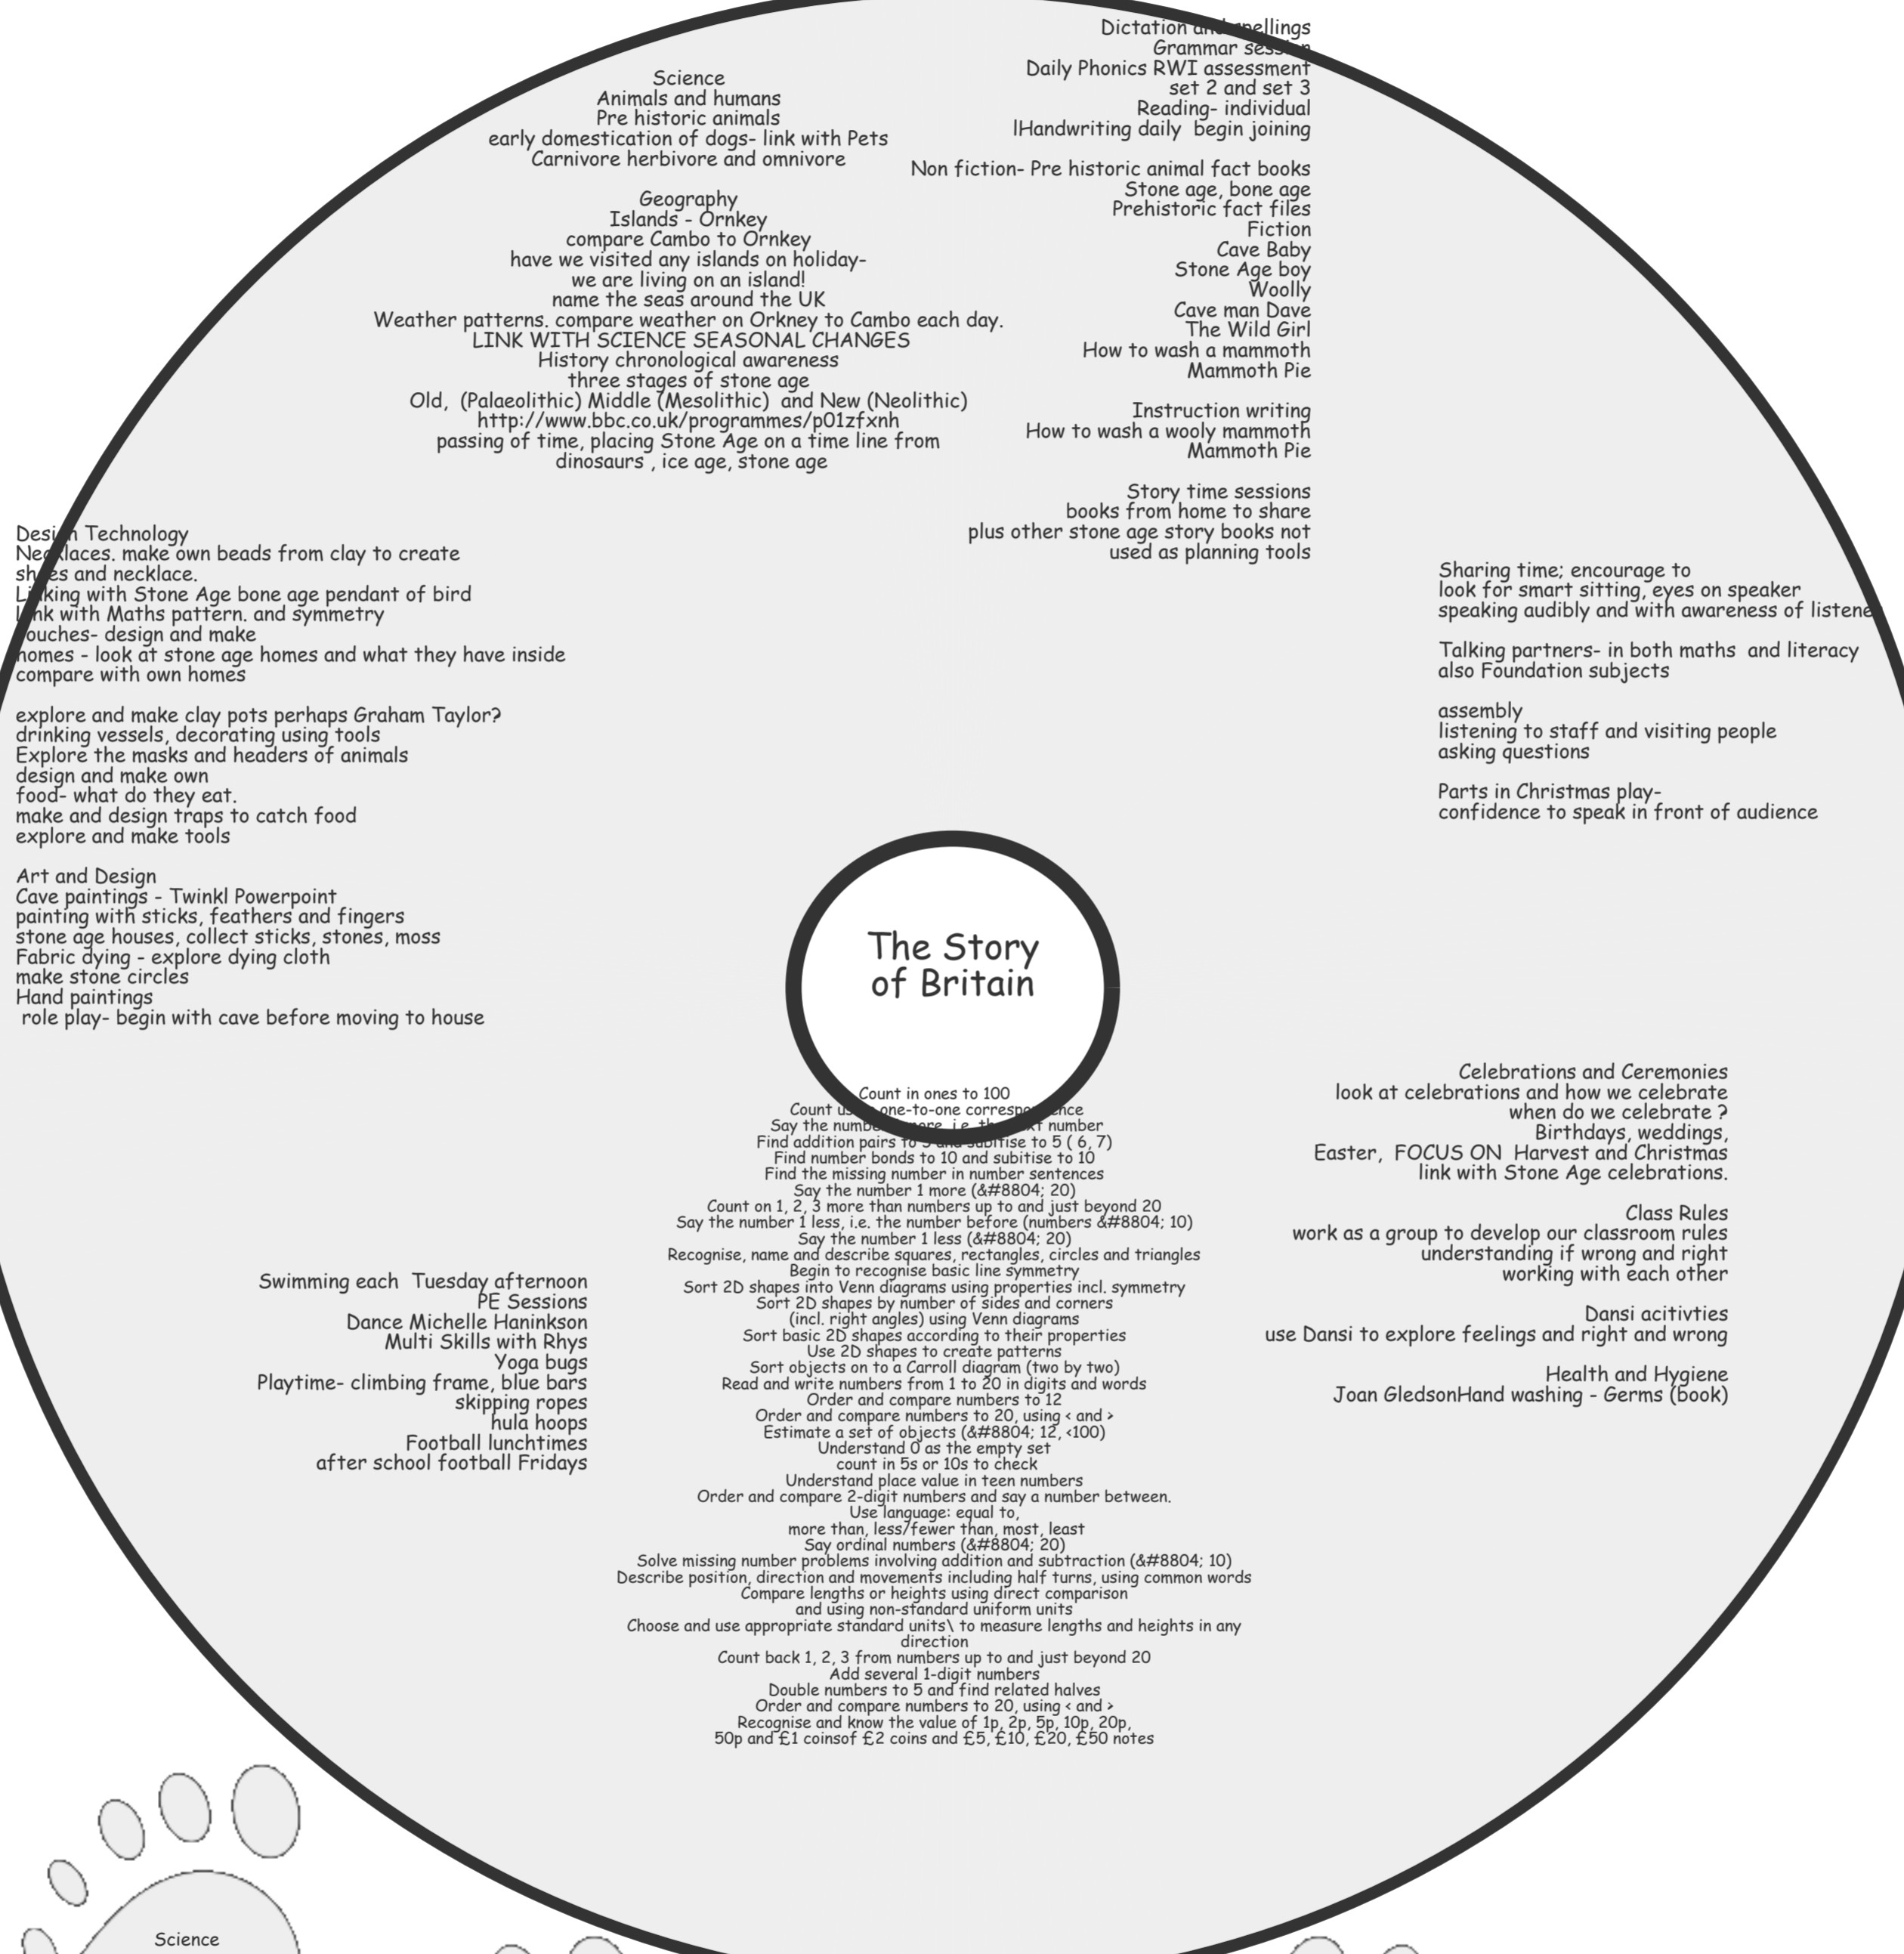 Dictation and spellings
Grammar session
Daily Phonics RWI assessment
set 2 and set 3
Reading- individual
lHandwriting daily  begin joining
Non fiction- Pre historic animal fact books
Stone age, bone age
Prehistoric fact files
Fiction
Cave Baby
Stone Age boy
Woolly
Cave man Dave
The Wild Girl
How to wash a mammoth
Mammoth Pie
Instruction writing
How to wash a wooly mammoth
Mammoth Pie
Story time sessions
books from home to share
plus other stone age story books not
used as planning tools
Science
Animals and humans
Pre historic animals
early domestication of dogs- link with Pets
Carnivore herbivore and omnivore
Geography
Islands - Ornkey
compare Cambo to Ornkey
have we visited any islands on holiday-
we are living on an island!
name the seas around the UK
Weather patterns. compare weather on Orkney to Cambo each day.
LINK WITH SCIENCE SEASONAL CHANGES
History chronological awareness
three stages of stone age
Old,  (Palaeolithic) Middle (Mesolithic)  and New (Neolithic)
http://www.bbc.co.uk/programmes/p01zfxnh
passing of time, placing Stone Age on a time line from
dinosaurs , ice age, stone age
Design Technology
Necklaces. make own beads from clay to create
shapes and necklace.
Linking with Stone Age bone age pendant of bird
link with Maths pattern. and symmetry
pouches- design and make
homes - look at stone age homes and what they have inside
compare with own homes
explore and make clay pots perhaps Graham Taylor?
drinking vessels, decorating using tools
Explore the masks and headers of animals
design and make own
food- what do they eat.
make and design traps to catch food
explore and make tools
Art and Design
Cave paintings - Twinkl Powerpoint
painting with sticks, feathers and fingers
stone age houses, collect sticks, stones, moss
Fabric dying - explore dying cloth
make stone circles
Hand paintings
role play- begin with cave before moving to house
Sharing time; encourage to
look for smart sitting, eyes on speaker
speaking audibly and with awareness of listene
Talking partners- in both maths  and literacy
also Foundation subjects
assembly
listening to staff and visiting people
asking questions
Parts in Christmas play-
confidence to speak in front of audience
The Story
of Britain
Count in ones to 100
Count using one-to-one correspondence
Say the number 1 more, i.e. the next number
Find addition pairs to 5 and subitise to 5 ( 6, 7)
Find number bonds to 10 and subitise to 10
Find the missing number in number sentences
Say the number 1 more (&#8804; 20)
Count on 1, 2, 3 more than numbers up to and just beyond 20
Say the number 1 less, i.e. the number before (numbers &#8804; 10)
Say the number 1 less (&#8804; 20)
Recognise, name and describe squares, rectangles, circles and triangles
Begin to recognise basic line symmetry
Sort 2D shapes into Venn diagrams using properties incl. symmetry
Sort 2D shapes by number of sides and corners
(incl. right angles) using Venn diagrams
Sort basic 2D shapes according to their properties
Use 2D shapes to create patterns
Sort objects on to a Carroll diagram (two by two)
Read and write numbers from 1 to 20 in digits and words
Order and compare numbers to 12
Order and compare numbers to 20, using < and >
Estimate a set of objects (&#8804; 12, <100)
Understand 0 as the empty set
count in 5s or 10s to check
Understand place value in teen numbers
Order and compare 2-digit numbers and say a number between.
Use language: equal to,
more than, less/fewer than, most, least
Say ordinal numbers (&#8804; 20)
Solve missing number problems involving addition and subtraction (&#8804; 10)
Describe position, direction and movements including half turns, using common words
Compare lengths or heights using direct comparison
and using non-standard uniform units
Choose and use appropriate standard units\ to measure lengths and heights in any
direction
Count back 1, 2, 3 from numbers up to and just beyond 20
Add several 1-digit numbers
Double numbers to 5 and find related halves
Order and compare numbers to 20, using < and >
Recognise and know the value of 1p, 2p, 5p, 10p, 20p,
50p and £1 coinsof £2 coins and £5, £10, £20, £50 notes
Celebrations and Ceremonies
look at celebrations and how we celebrate
when do we celebrate ?
Birthdays, weddings,
Easter,  FOCUS ON  Harvest and Christmas
link with Stone Age celebrations.
Class Rules
work as a group to develop our classroom rules
understanding if wrong and right
working with each other
Dansi acitivties
use Dansi to explore feelings and right and wrong
Health and Hygiene
Joan GledsonHand washing - Germs (book)
Swimming each  Tuesday afternoon
PE Sessions
Dance Michelle Haninkson
Multi Skills with Rhys
Yoga bugs
Playtime- climbing frame, blue bars
skipping ropes
hula hoops
Football lunchtimes
after school football Fridays
Science